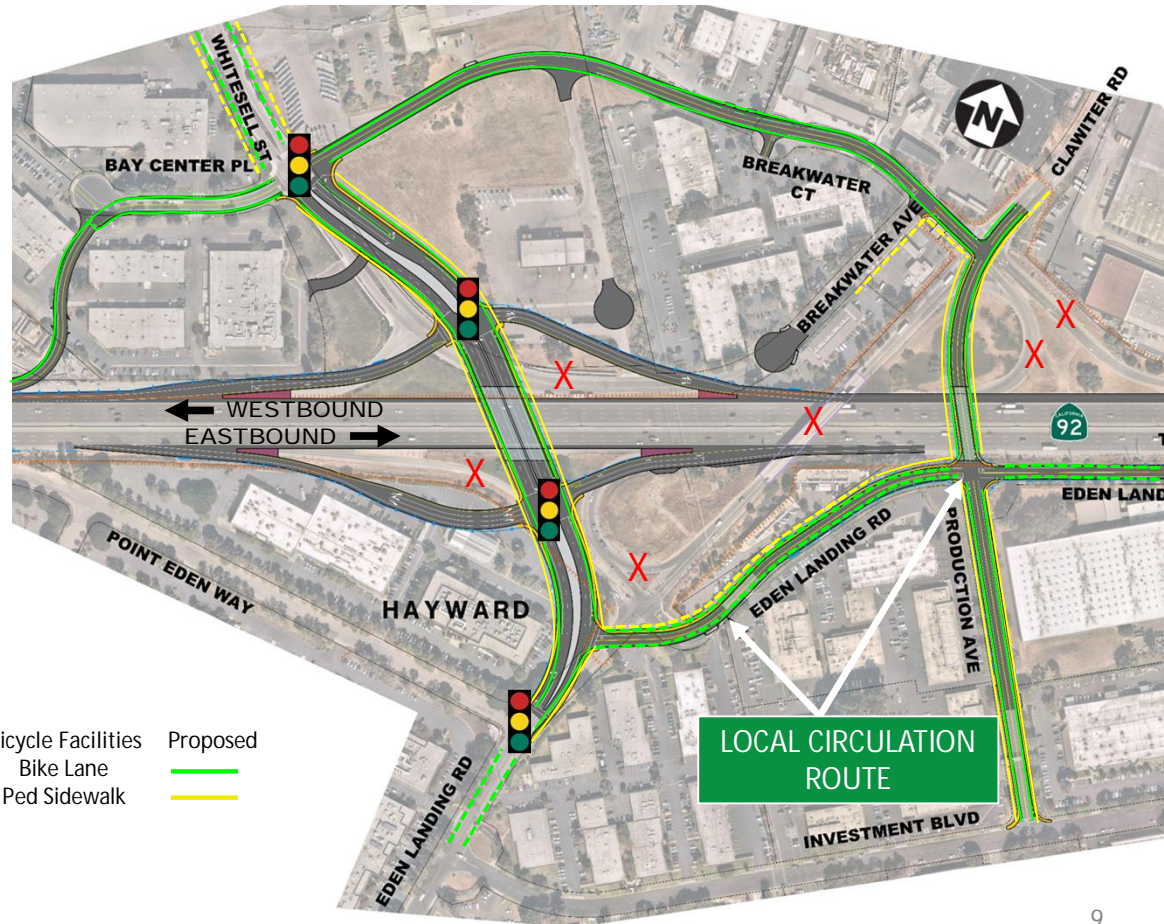 WHITESELL ST
N
CLAWITER RD
BAY CENTER PL
BREAKWATER
CT
BREAKWATER AVE
X
X
X
WESTBOUND
X
CALIFORNIA
92
EASTBOUND
T
X
EDEN LAND
POINT EDEN WAY
EDEN LANDING RD
PRODUCTION AVE
X
HAYWARD
LOCAL CIRCULATION
ROUTE
icycle Facilities Proposed
Bike Lane
Ped Sidewalk
EDEN LANDING RD
INVESTMENT BLVD
9